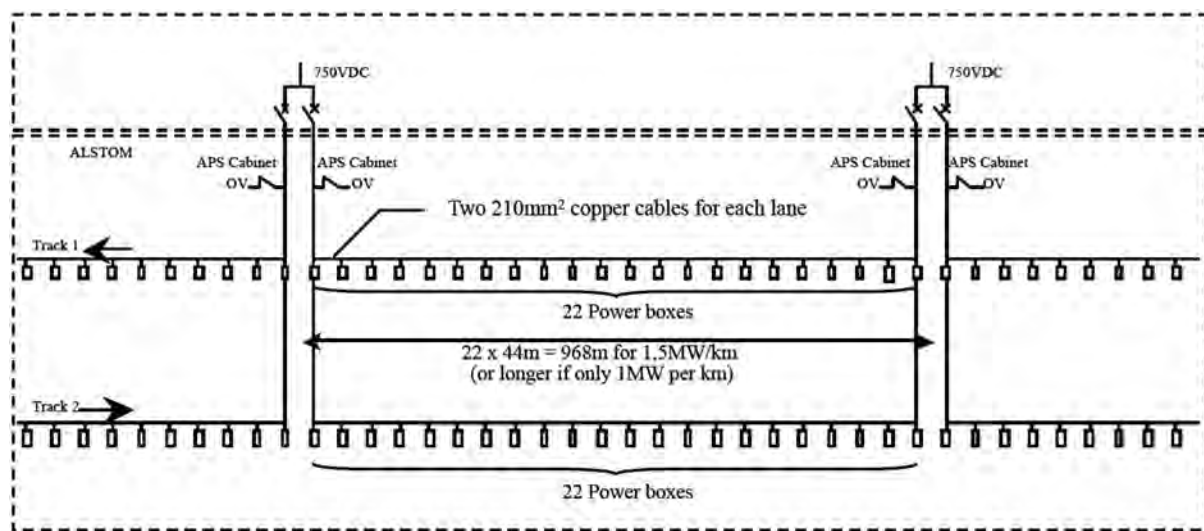 750VDC
750VDC
ALSTOM
APS Cabinet
APS Cabinet
APS Cabinet
APS Cabinet
OV
OV
OV
OV
Two 210mm² copper cables for each lane
Track 1
22 Power boxes
22 x 44m = 968m for 1,5MW/km
(or longer if only 1MW per km)
Track 2
22 Power boxes